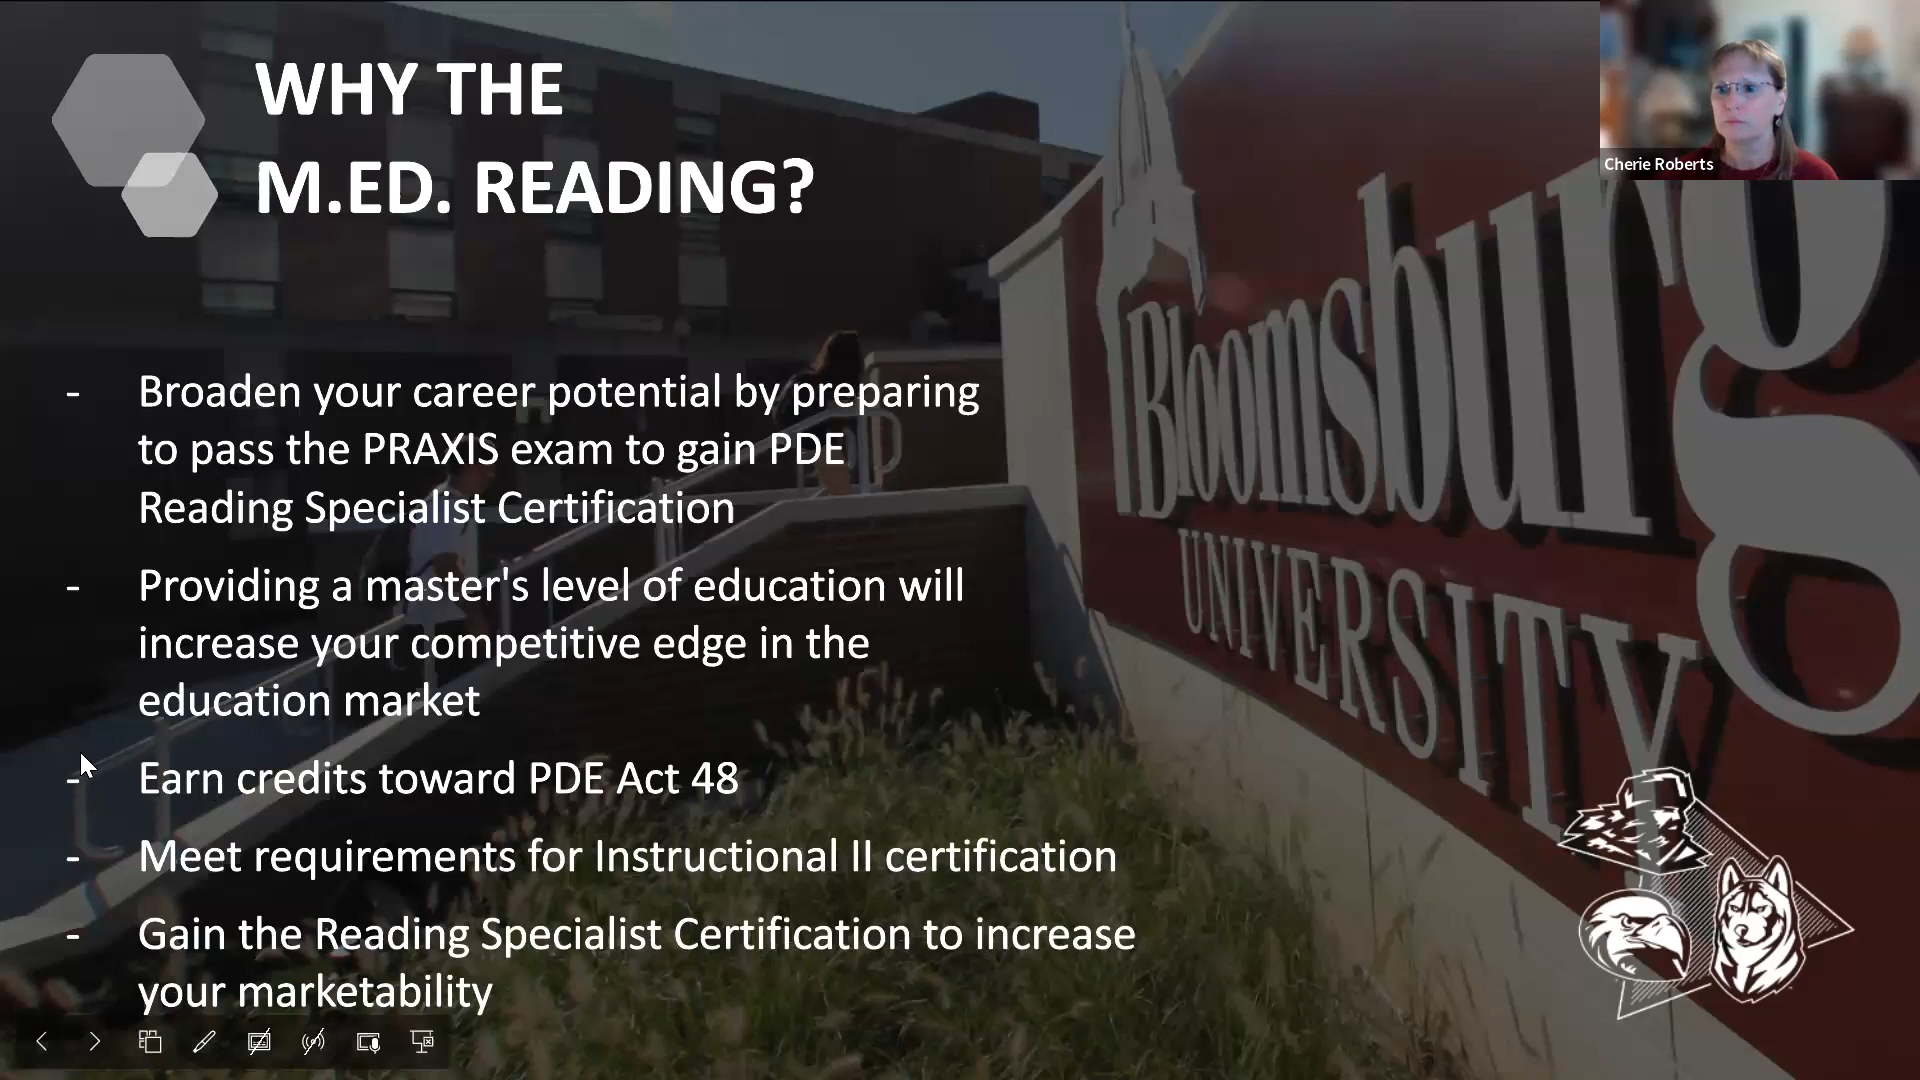 WHY THE
M.ED. READING?
Cherie Roberts
Bloomsburg
UNIVERSITY
- Broaden your career potential by preparing
to pass the PRAXIS exam to gain PDE
Reading Specialist Certification
- Providing a master's level of education will
increase your competitive edge in the
education market
- Earn credits toward PDE Act 48
- Meet requirements for Instructional II certification
- Gain the Reading Specialist Certification to increase
your marketability